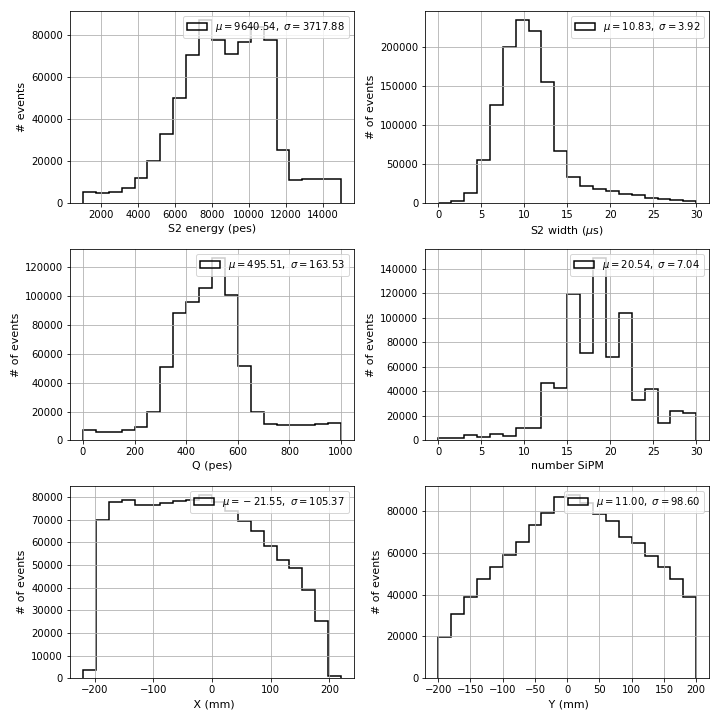 μ = 9640.54, σ = 3717.88
# events
80000
60000
40000
20000
0
2000 4000 6000 8000 10000 12000 14000
S2 energy (pes)
μ = 10.83, σ = 3.92
# of events
200000
150000
100000
50000
0
0 5 10 15 20 25 30
S2 width (μs)
μ = 495.51, σ = 163.53
# of events
120000
100000
80000
60000
40000
20000
0
0 200 400 600 800 1000
Q (pes)
μ = 20.54, σ = 7.04
# of events
140000
120000
100000
80000
60000
40000
20000
0
0 5 10 15 20 25 30
number SiPM
μ = −21.55, σ = 105.37
# of events
80000
70000
60000
50000
40000
30000
20000
10000
0
−200 −100 0 100 200
X (mm)
μ = 11.00, σ = 98.60
# of events
80000
60000
40000
20000
0
−200 −150 −100 −50 0 50 100 150 200
Y (mm)